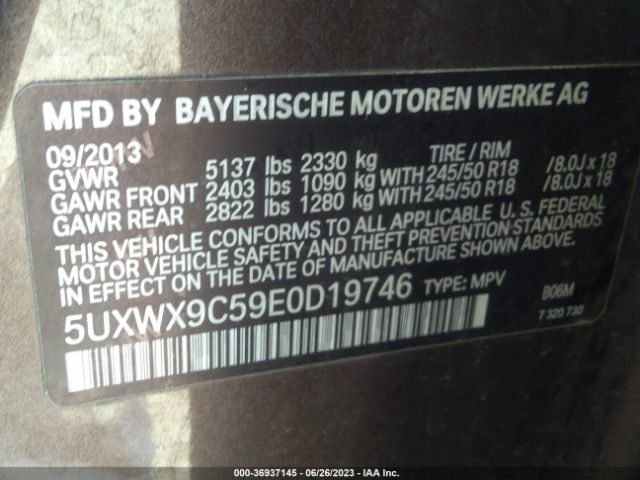 MFD BY BAYERISCHE MOTOREN WERKE AG
09/2013 TIRE / RIM
GVWR 5137 lbs 2330 kg
GAWR FRONT 2403 lbs 1090 kg WITH 245/50 R18 /8.0J x 18
GAWR REAR 2822 lbs 1280 kg WITH 245/50 R18 /8.0J x 18
THIS VEHICLE CONFORMS TO ALL APPLICABLE U. S. FEDERAL
MOTOR VEHICLE SAFETY AND THEFT PREVENTION STANDARDS
IN EFFECT ON THE DATE OF MANUFACTURE SHOWN ABOVE.
5UXWX9C59E0D19746 TYPE: MPV B06M
7 320 730
000-36937145 - 06/26/2023 - IAA Inc.